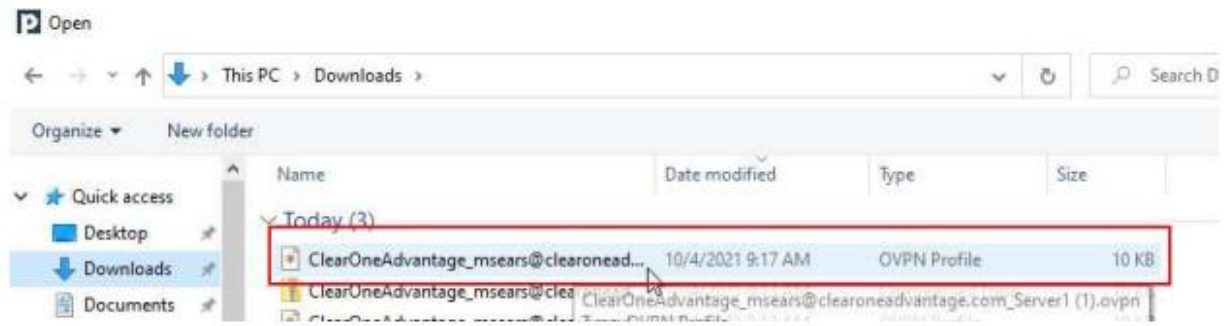 Open
This PC > Downloads >
Search D
Organize New folder
Name Date modified Type Size
Quick access
Today (3)
Desktop
ClearOneAdvantage_msears@clearonead... 10/4/2021 9:17 AM OVPN Profile 10 KB
Downloads
ClearOneAdvantage_msears@clea
ClearOneAdvantage_msears@clearoneadvantage.com_Server1 (1).ovpn
Documents